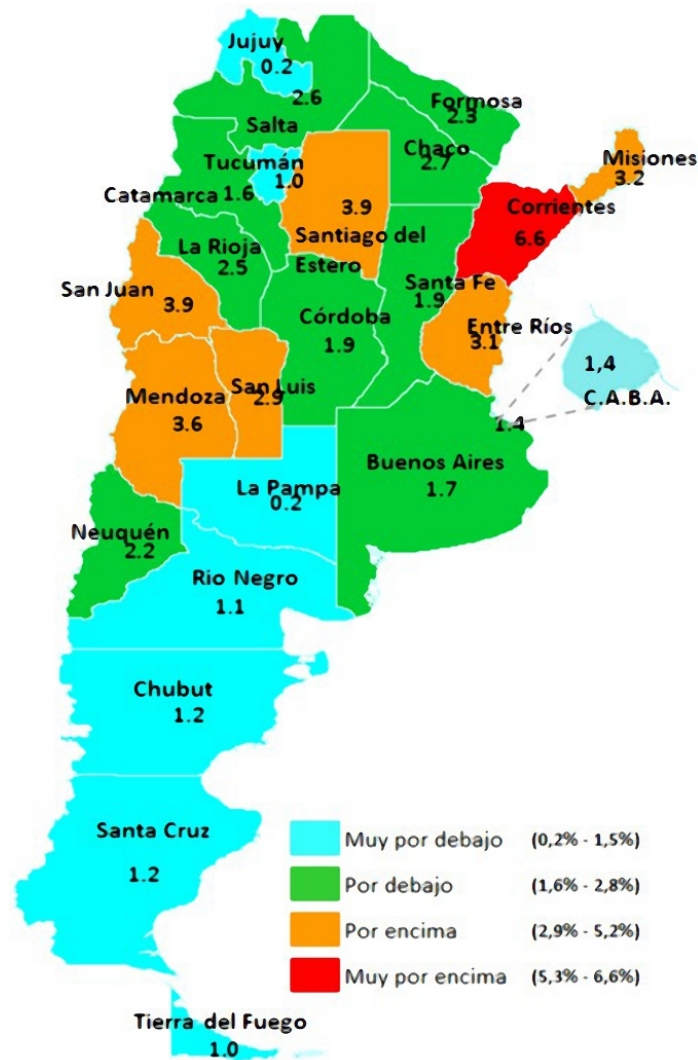 Jujuy
0.2
2.6
Salta
Formosa
2.3
Chaco
2.7
Tucumán
1.0
Misiones
3.2
Catamarca
1.6
3.9
Santiago del
Estero
Corrientes
6.6
La Rioja
2.5
Santa Fe
1.9
San Juan
3.9
Córdoba
1.9
Entre Ríos
3.1
1,4
C.A.B.A.
Mendoza
3.6
San Luis
2.9
1.4
Buenos Aires
1.7
La Pampa
0.2
Neuquén
2.2
Río Negro
1.1
Chubut
1.2
Santa Cruz
1.2
Muy por debajo (0,2% - 1,5%)
Por debajo (1,6% - 2,8%)
Por encima (2,9% - 5,2%)
Muy por encima (5,3% - 6,6%)
Tierra del Fuego
1.0